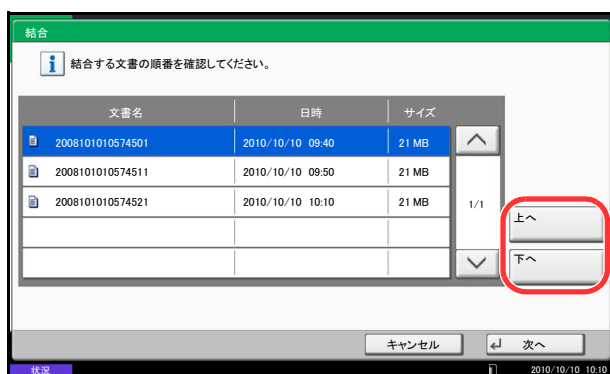 結合
結合する文書の順番を確認してください。
文書名 日時 サイズ
2008101010574501 2010/10/10 09:40 21 MB
2008101010574511 2010/10/10 09:50 21 MB
2008101010574521 2010/10/10 10:10 21 MB
1/1
上へ
下へ
キャンセル 次へ
状況 2010/10/10 10:10